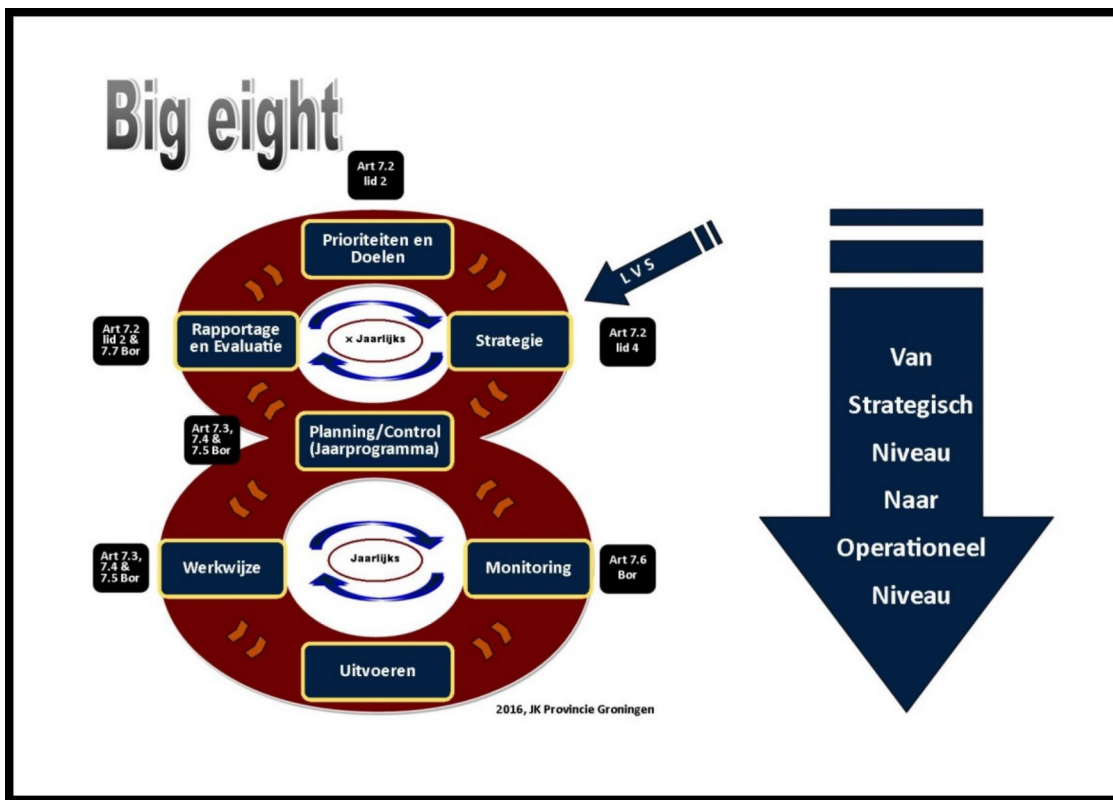 Big eight
Art 7.2
lid 2
Prioriteiten en
Doelen
LVS
Art 7.2
lid 2 &
7.7 Bor
Rapportage
en Evaluatie
x Jaarlijks
Strategie
Art 7.2
lid 4
Art 7.3,
7.4 &
7.5 Bor
Planning/Control
(Jaarprogramma)
Art 7.3,
7.4 &
7.5 Bor
Werkwijze
Jaarlijks
Monitoring
Art 7.6
Bor
Uitvoeren
2016, JK Provincie Groningen
Van
Strategisch
Niveau
Naar
Operationeel
Niveau